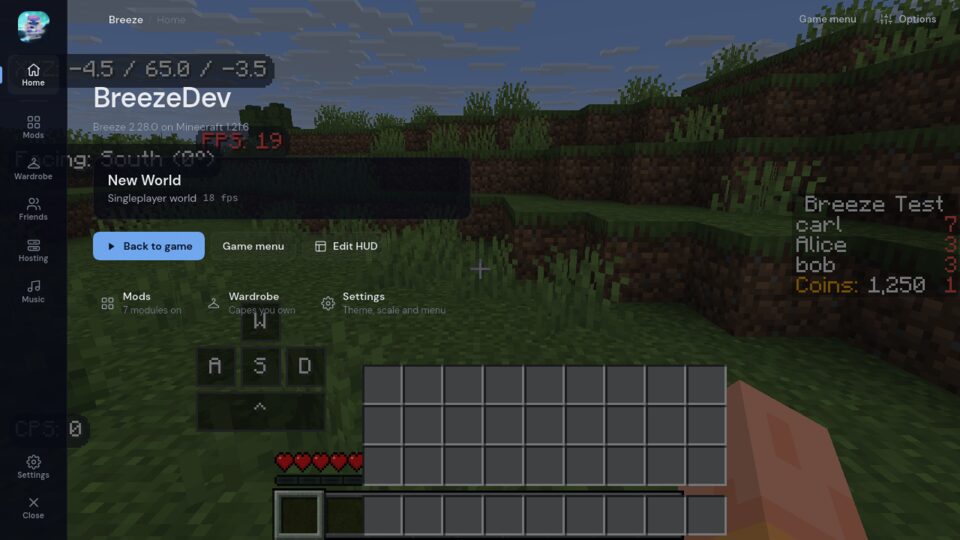 Breeze / Home
Game menu / Options
XYZ: -4.5 / 65.0 / -3.5
Home
BreezeDev
Breeze 2.28.0 on Minecraft 1.21.6
FPS: 19
Mods
Facing: South (0°)
Wardrobe
New World
Singleplayer world 18 fps
Friends
Breeze Test
carl 7
Alice 3
bob 3
Coins: 1,250 1
Hosting
Back to game
Game menu
Edit HUD
Music
Mods
7 modules on
Wardrobe
Capes you own
Settings
Theme, scale and menu
W
A S D
^
CPS: 0
Settings
Close